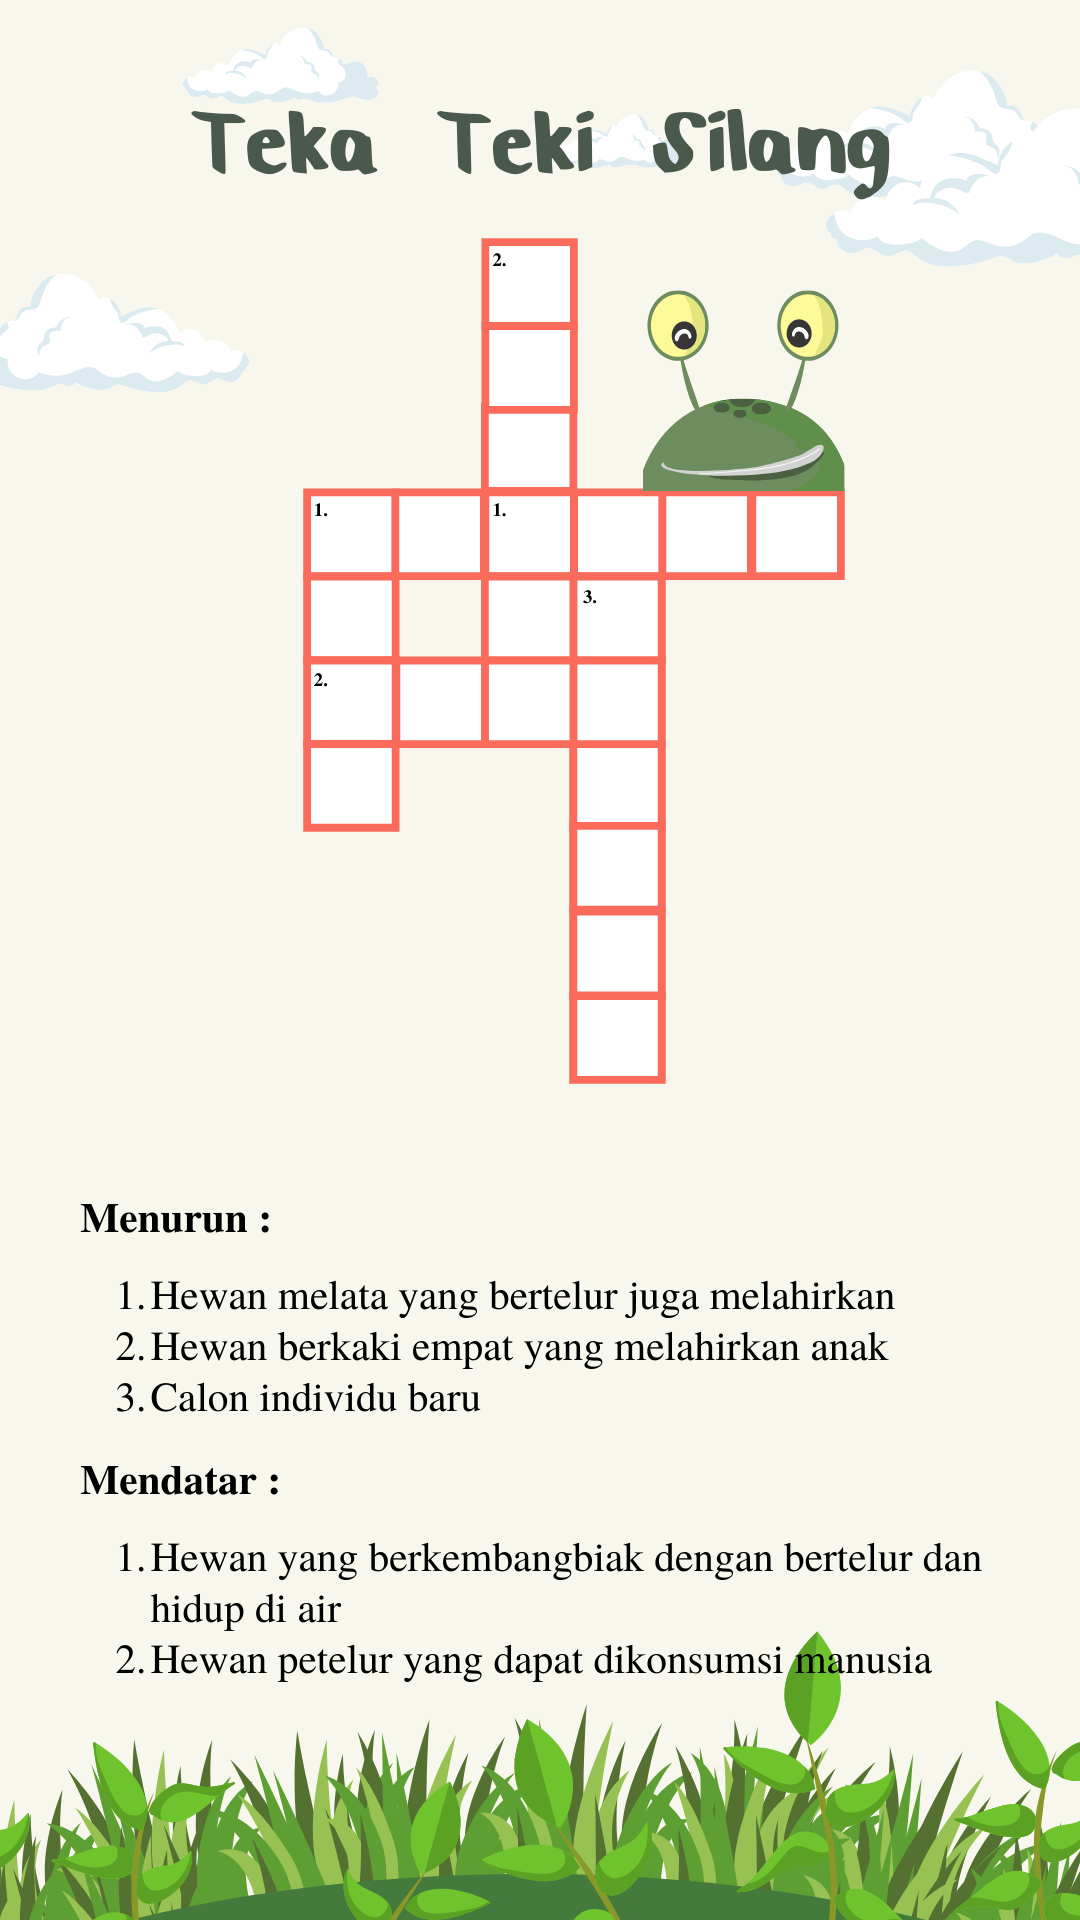 Teka Teki Silang
2.
1.
1.
3.
2.
Menurun :
1. Hewan melata yang bertelur juga melahirkan
2. Hewan berkaki empat yang melahirkan anak
3. Calon individu baru
Mendatar :
1. Hewan yang berkembangbiak dengan bertelur dan
hidup di air
2. Hewan petelur yang dapat dikonsumsi manusia